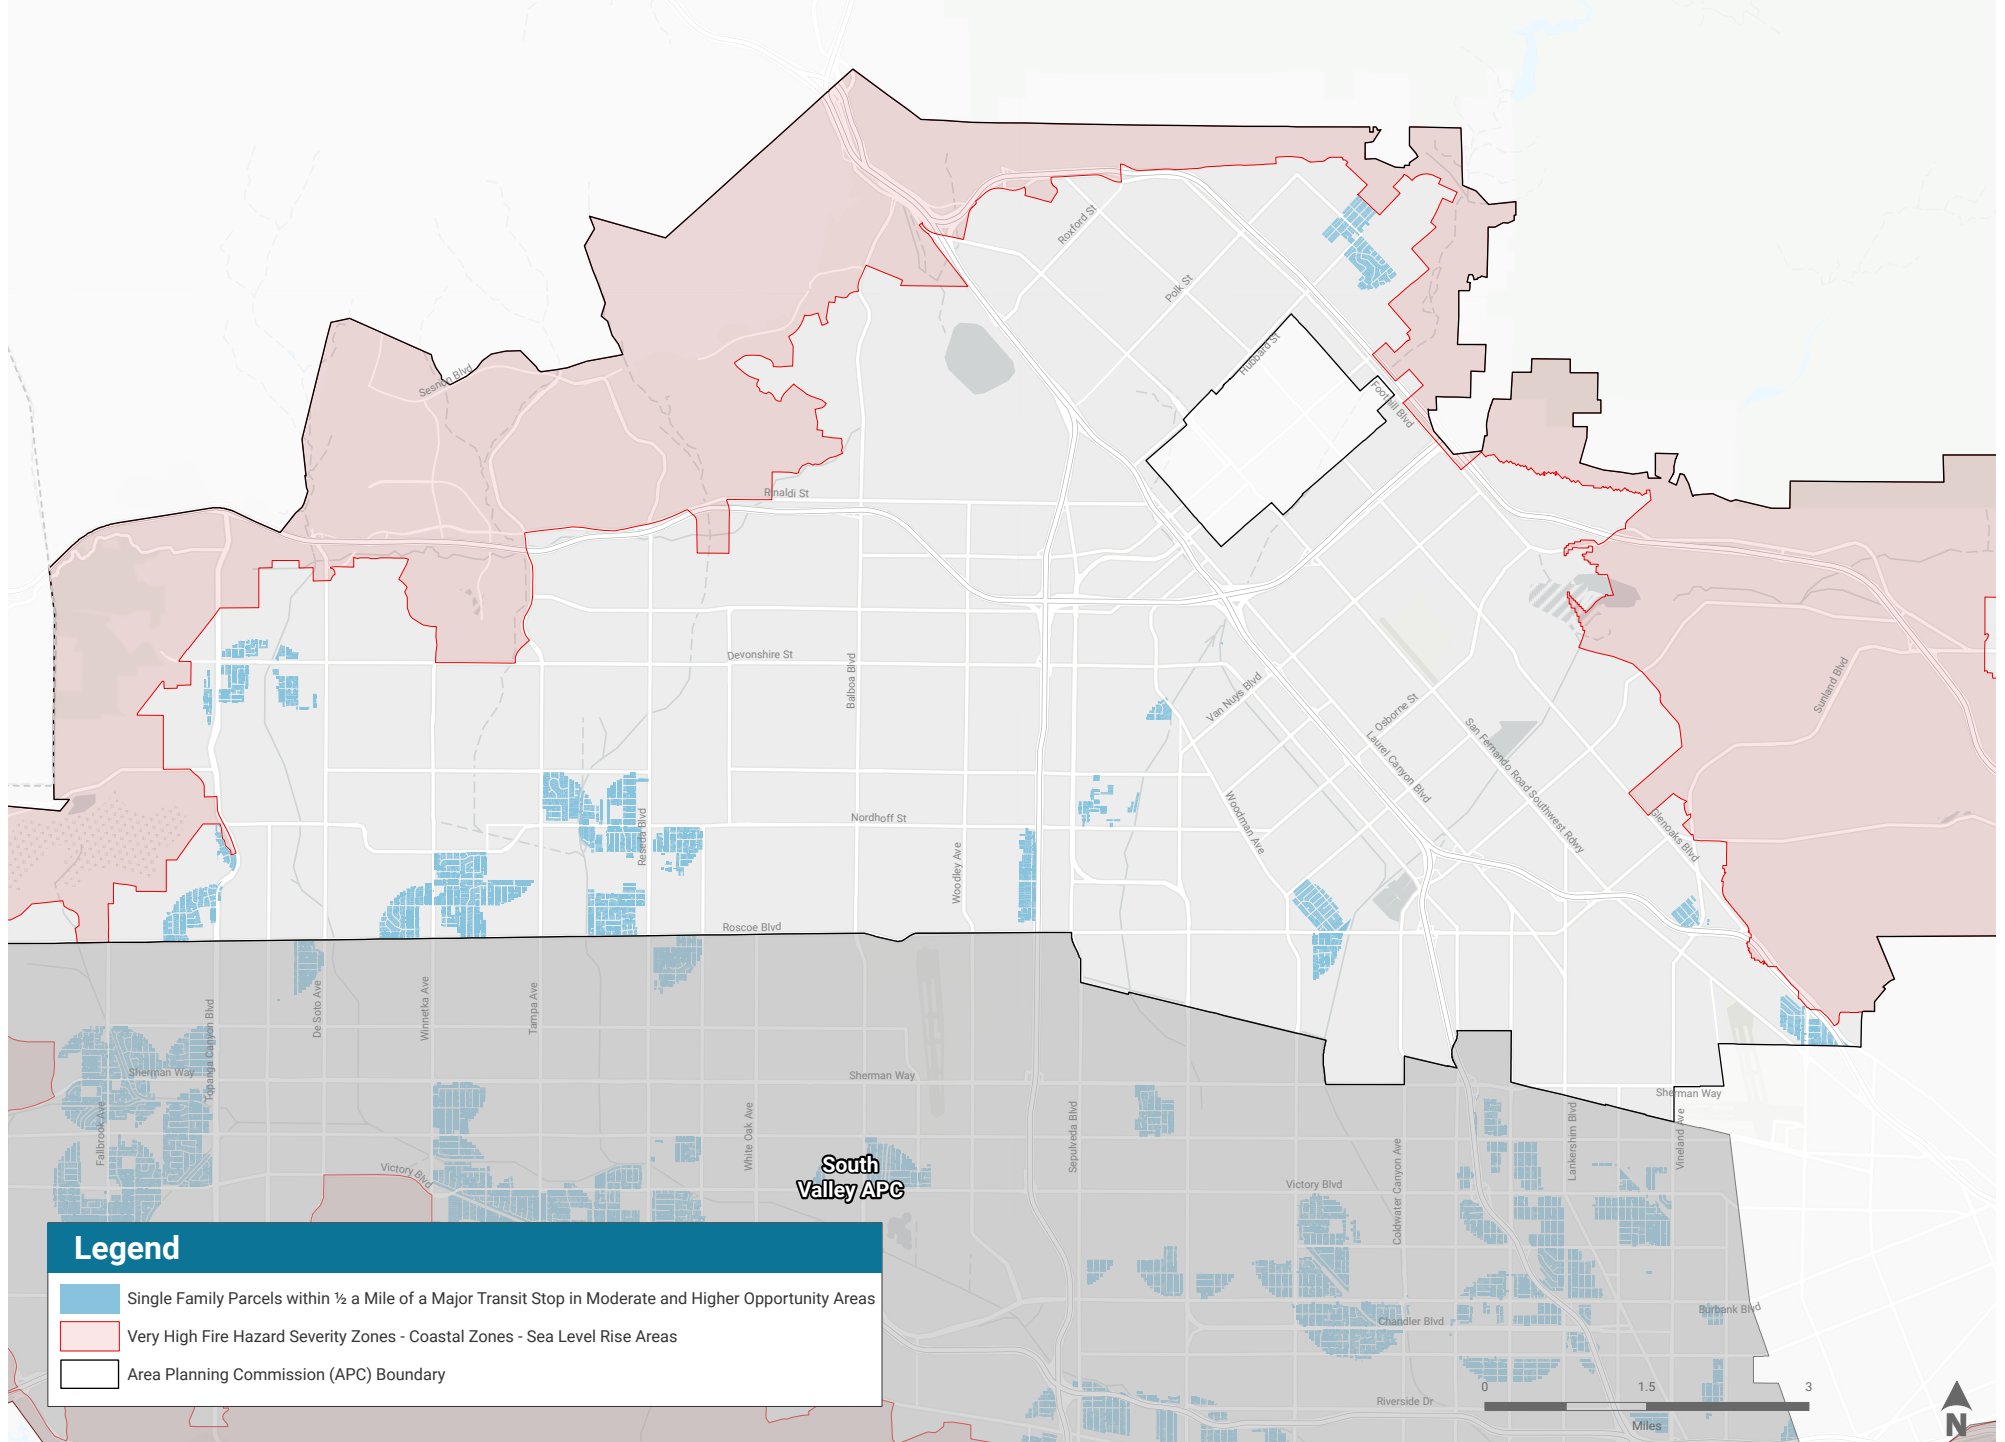 Roxford St
Polk St
Hubbard St
Sesnon Blvd
Foothill Blvd
Rinaldi St
Devonshire St
Balboa Blvd
Van Nuys Blvd
Osborne St
Sunland Blvd
Laurel Canyon Blvd
San Fernando Road Southwest Rdwy
Reseda Blvd
Nordhoff St
Woodman Ave
Glenoaks Blvd
Woodley Ave
Roscoe Blvd
Topanga Canyon Blvd
De Soto Ave
Winnetka Ave
Tampa Ave
Sherman Way
Sherman Way
Sherman Way
Fallbrook Ave
White Oak Ave
Sepulveda Blvd
Coldwater Canyon Ave
Lankershim Blvd
Vineland Ave
Victory Blvd
South
Valley APC
Victory Blvd
Burbank Blvd
Chandler Blvd
Riverside Dr
Legend
Single Family Parcels within ½ a Mile of a Major Transit Stop in Moderate and Higher Opportunity Areas
Very High Fire Hazard Severity Zones - Coastal Zones - Sea Level Rise Areas
Area Planning Commission (APC) Boundary
0 1.5 3
Miles
N